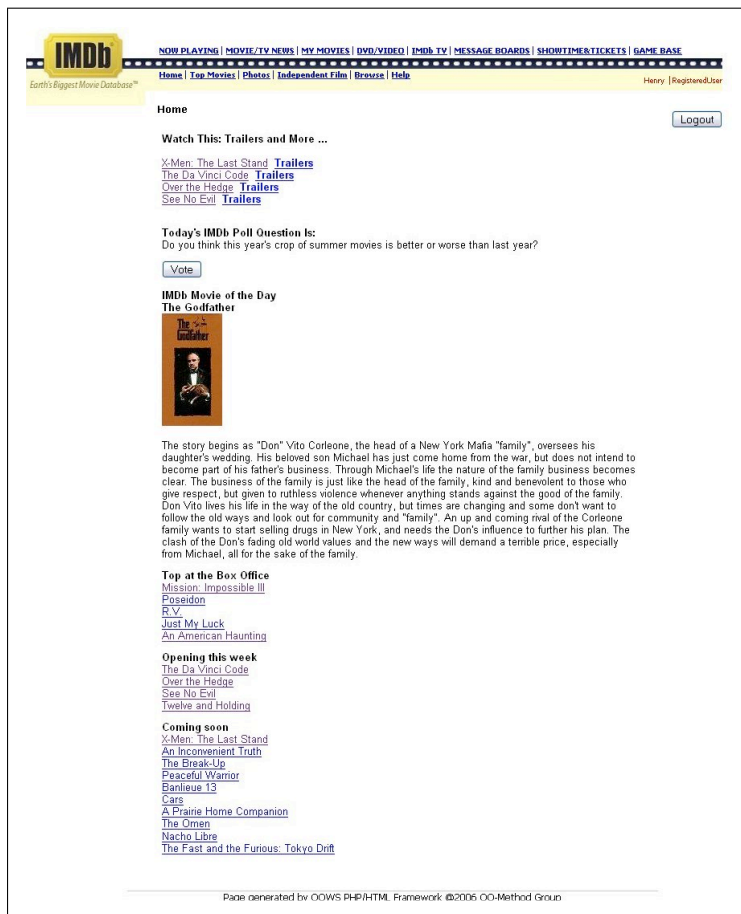 IMDb
Earth's Biggest Movie Database™
NOW PLAYING | MOVIE/TV NEWS | MY MOVIES | DVD/VIDEO | IMDb TV | MESSAGE BOARDS | SHOWTIME&TICKETS | GAME BASE
Home | Top Movies | Photos | Independent Film | Browse | Help
Henry | RegisteredUser
Home
Logout
Watch This: Trailers and More ...
X-Men: The Last Stand Trailers
The Da Vinci Code Trailers
Over the Hedge Trailers
See No Evil Trailers
Today's IMDb Poll Question Is:
Do you think this year's crop of summer movies is better or worse than last year?
Vote
IMDb Movie of the Day
The Godfather
The
Godfather
The story begins as "Don" Vito Corleone, the head of a New York Mafia "family", oversees his
daughter's wedding. His beloved son Michael has just come home from the war, but does not intend to
become part of his father's business. Through Michael's life the nature of the family business becomes
clear. The business of the family is just like the head of the family, kind and benevolent to those who
give respect, but given to ruthless violence whenever anything stands against the good of the family.
Don Vito lives his life in the way of the old country, but times are changing and some don't want to
follow the old ways and look out for community and "family". An up and coming rival of the Corleone
family wants to start selling drugs in New York, and needs the Don's influence to further his plan. The
clash of the Don's fading old world values and the new ways will demand a terrible price, especially
from Michael, all for the sake of the family.
Top at the Box Office
Mission: Impossible III
Poseidon
R.V.
Just My Luck
An American Haunting
Opening this week
The Da Vinci Code
Over the Hedge
See No Evil
Twelve and Holding
Coming soon
X-Men: The Last Stand
An Inconvenient Truth
The Break-Up
Peaceful Warrior
Banlieue 13
Cars
A Prairie Home Companion
The Omen
Nacho Libre
The Fast and the Furious: Tokyo Drift
Page generated by OOWS PHP/HTML Framework @2006 OO-Method Group